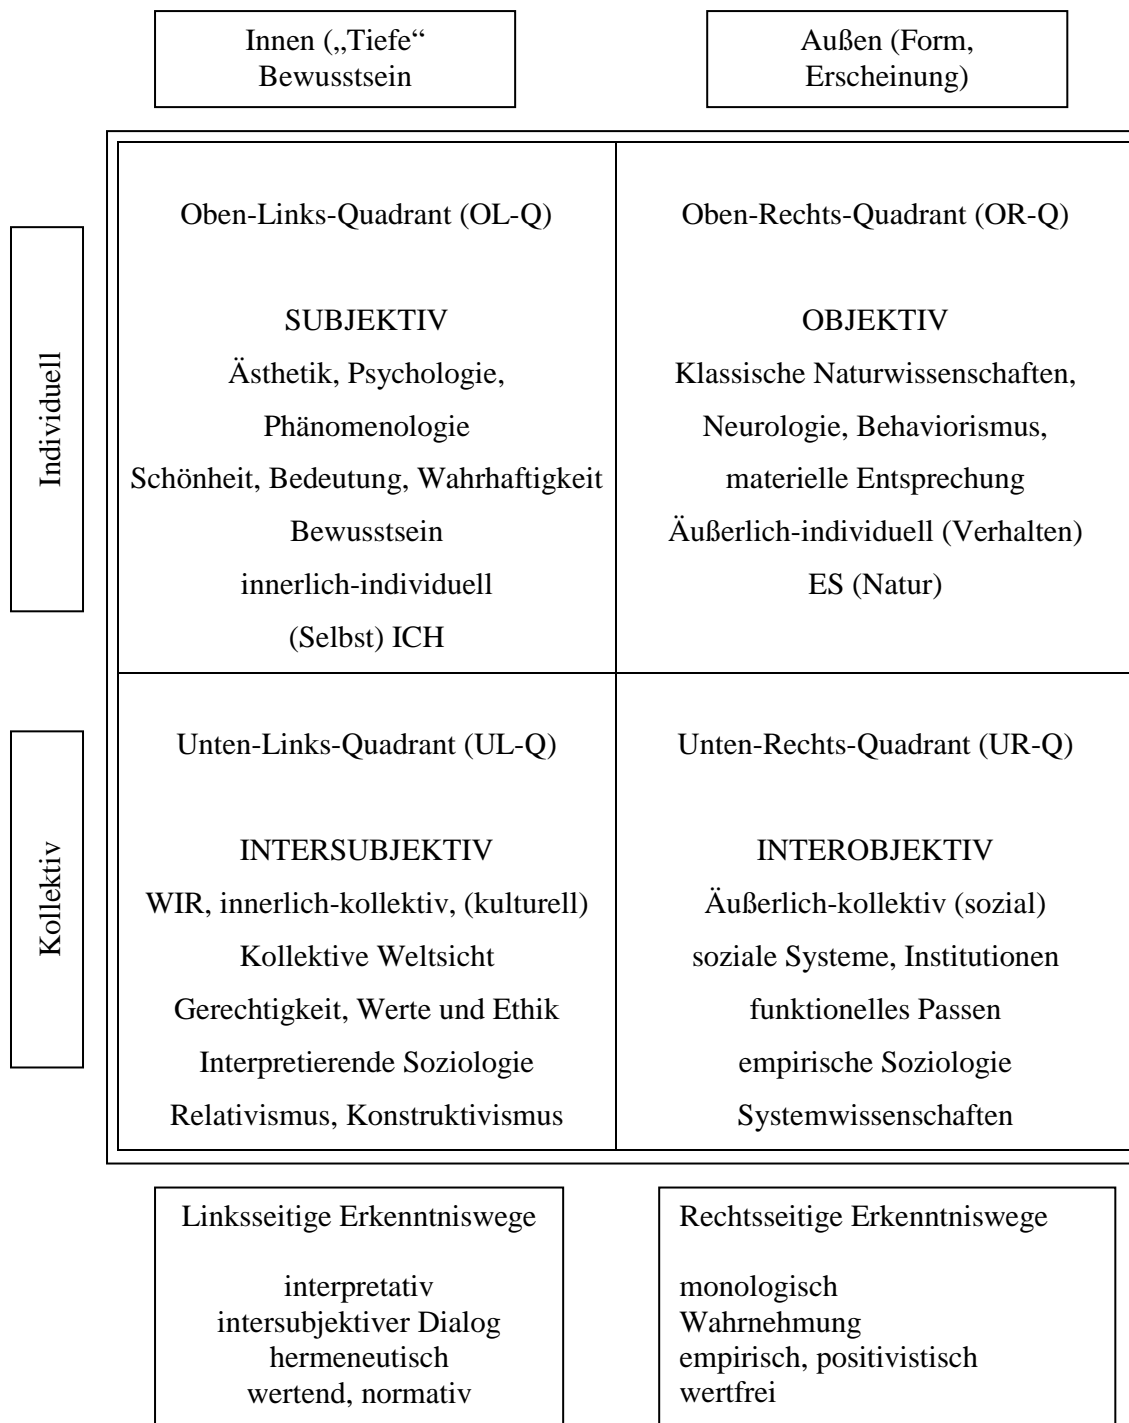 Innen („Tiefe“
Bewusstsein
Außen (Form,
Erscheinung)
Individuell
Oben-Links-Quadrant (OL-Q)
SUBJEKTIV
Ästhetik, Psychologie,
Phänomenologie
Schönheit, Bedeutung, Wahrhaftigkeit
Bewusstsein
innerlich-individuell
(Selbst) ICH
Oben-Rechts-Quadrant (OR-Q)
OBJEKTIV
Klassische Naturwissenschaften,
Neurologie, Behaviorismus,
materielle Entsprechung
Äußerlich-individuell (Verhalten)
ES (Natur)
Kollektiv
Unten-Links-Quadrant (UL-Q)
INTERSUBJEKTIV
WIR, innerlich-kollektiv, (kulturell)
Kollektive Weltsicht
Gerechtigkeit, Werte und Ethik
Interpretierende Soziologie
Relativismus, Konstruktivismus
Unten-Rechts-Quadrant (UR-Q)
INTEROBJEKTIV
Äußerlich-kollektiv (sozial)
soziale Systeme, Institutionen
funktionelles Passen
empirische Soziologie
Systemwissenschaften
Linksseitige Erkenntniswege
interpretativ
intersubjektiver Dialog
hermeneutisch
wertend, normativ
Rechtsseitige Erkenntniswege
monologisch
Wahrnehmung
empirisch, positivistisch
wertfrei